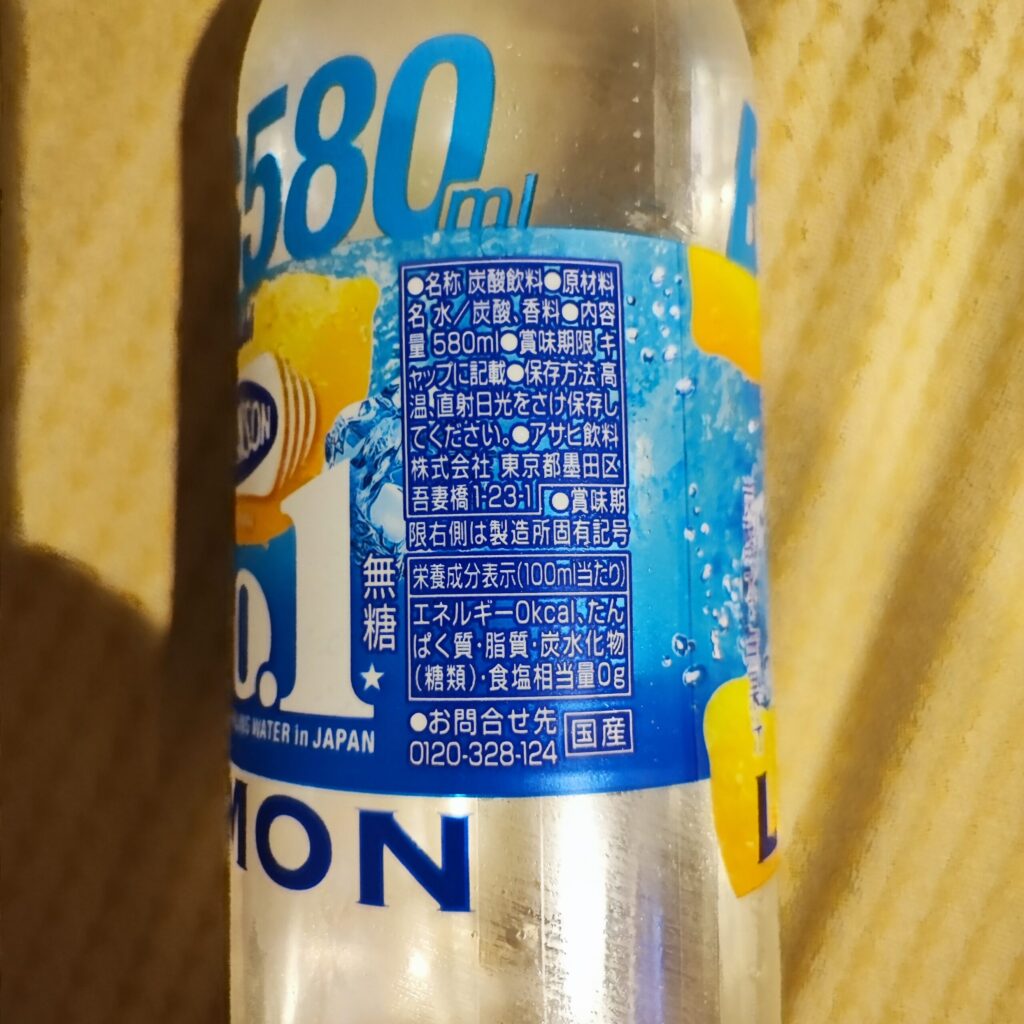 580
ml
●名称 炭酸飲料●原材料
名 水/炭酸、香料●内容
量 580ml●賞味期限 キ
ャップに記載●保存方法 高
温、直射日光をさけ保存し
てください。●アサヒ飲料
株式会社 東京都墨田区
吾妻橋1-23-1 ●賞味期
限右側は製造所固有記号
栄養成分表示(100ml当たり)
エネルギー0kcal、たん
ぱく質・脂質・炭水化物
(糖類)・食塩相当量0g
●お問合せ先
0120-328-124
国産
無糖
★
o.1
WATER in JAPAN
MON
L